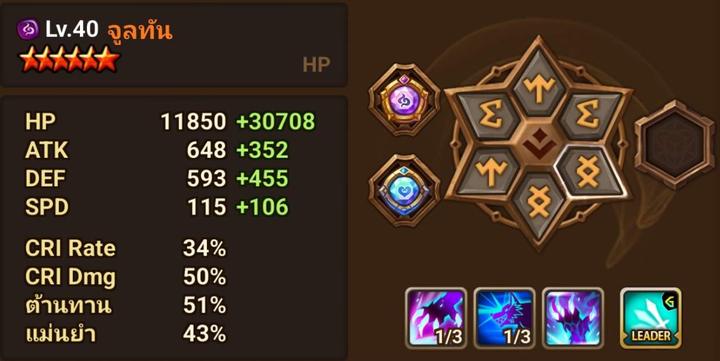 Lv.40 จูลทัน
HP
HP 11850 +30708
ATK 648 +352
DEF 593 +455
SPD 115 +106
CRI Rate 34%
CRI Dmg 50%
ต้านทาน 51%
แม่นยำ 43%
1/3 1/3 G
LEADER